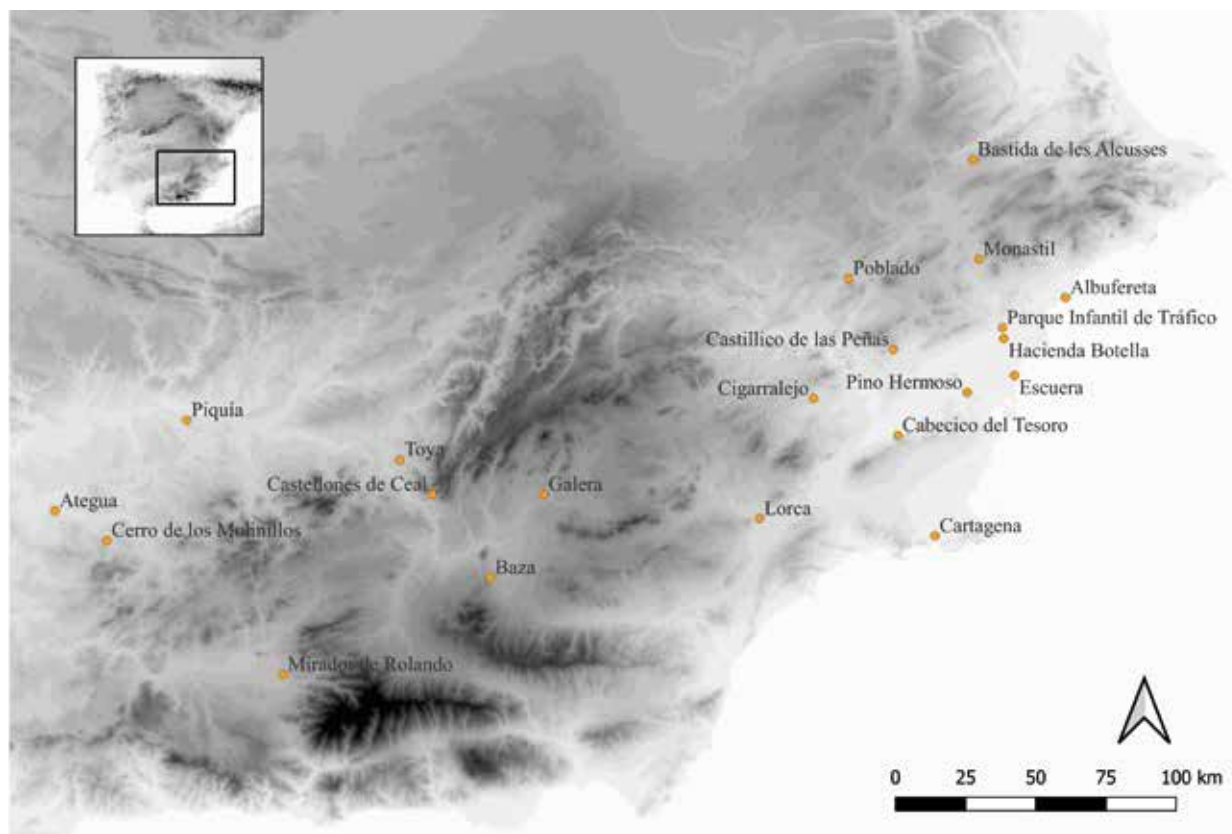 Bastida de les Alcusses
Monastil
Poblado
Albufereta
Parque Infantil de Tráfico
Castillico de las Peñas
Hacienda Botella
Cigarralejo
Pino Hermoso
Escuera
Piquía
Cabecico del Tesoro
Toya
Castellones de Ceal
Galera
Ategua
Lorca
Cerro de los Molinillos
Cartagena
Baza
Mirador de Rolando
0 25 50 75 100 km